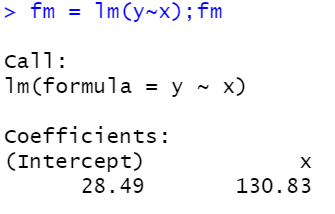 > fm = lm(y~x);fm
Call:
lm(formula = y ~ x)
Coefficients:
(Intercept)            x
      28.49       130.83